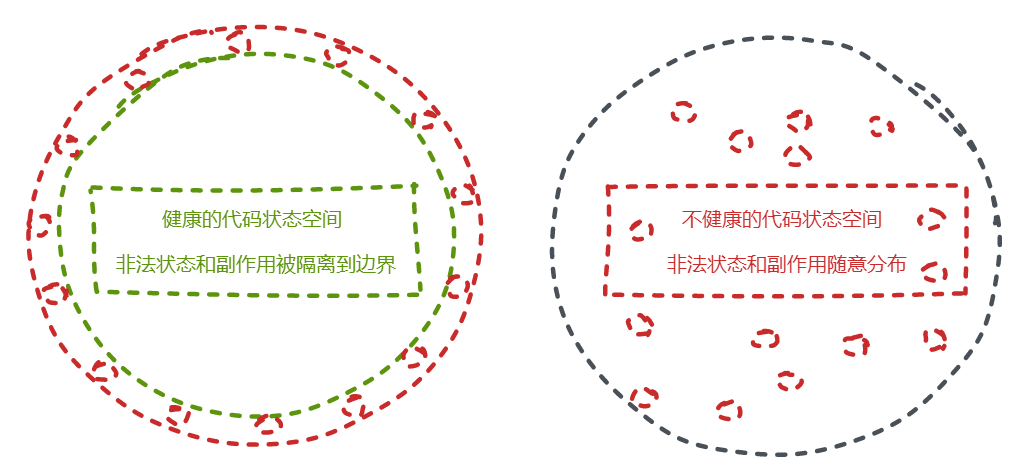 健康的代码状态空间
非法状态和副作用被隔离到边界
不健康的代码状态空间
非法状态和副作用随意分布